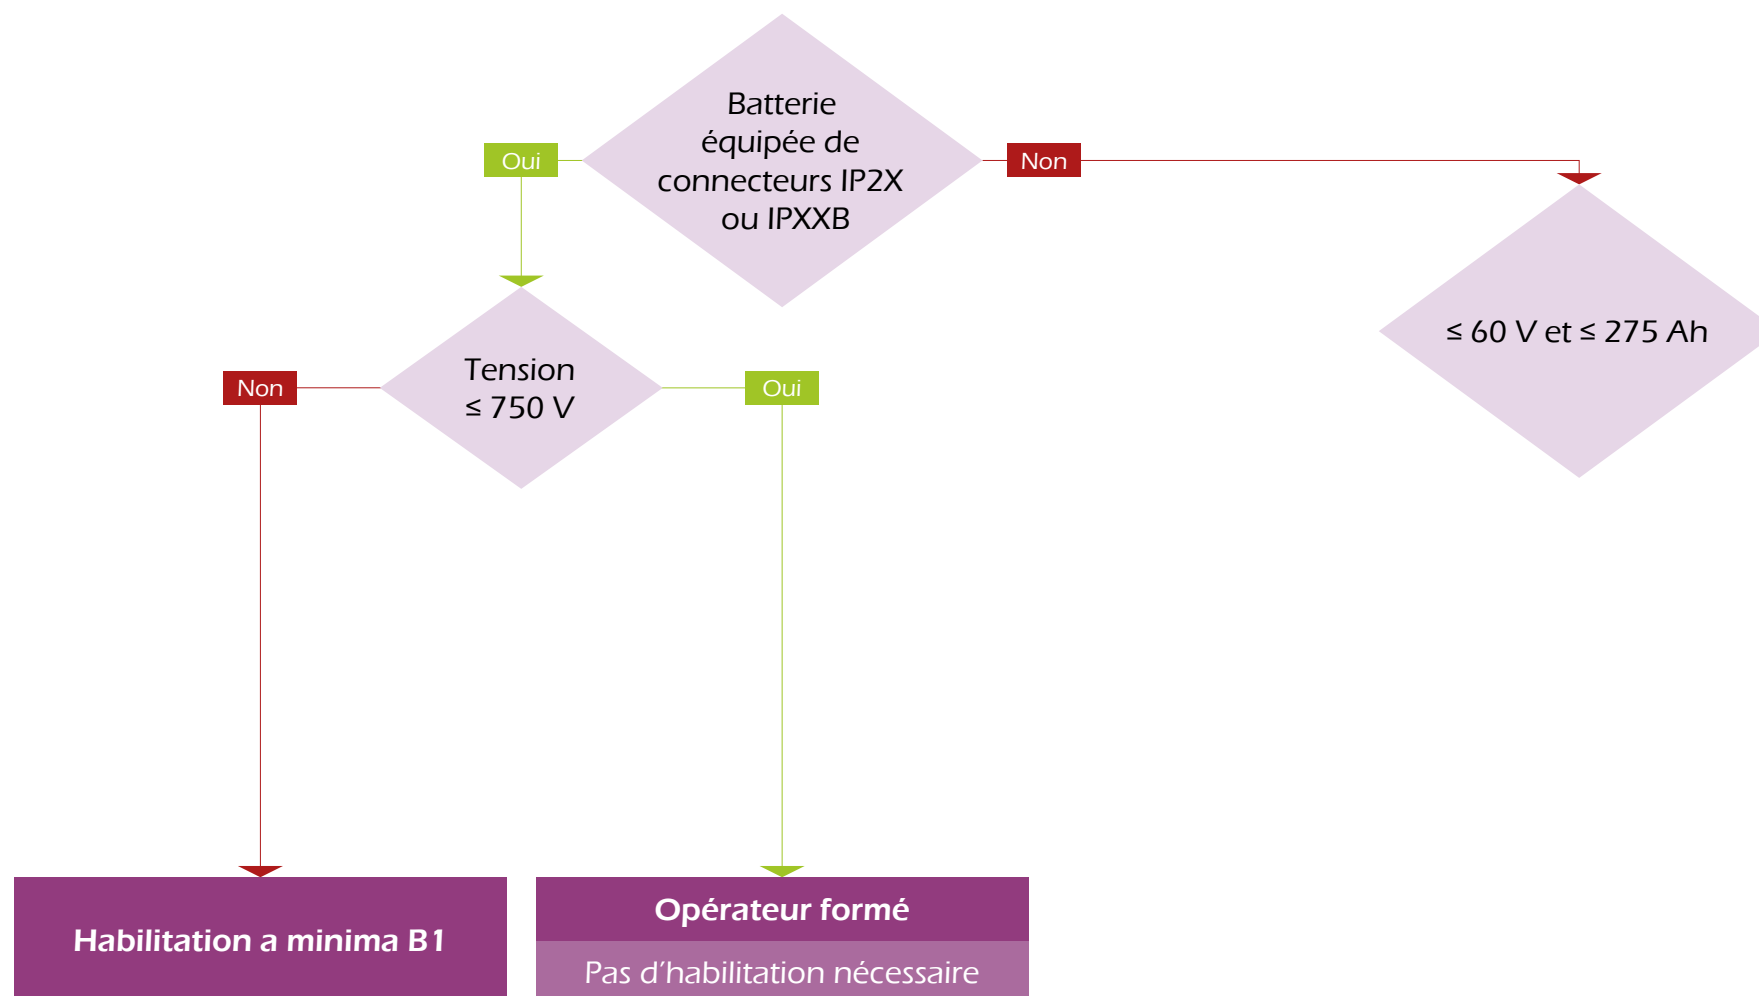 Batterie
équipée de
connecteurs IP2X
ou IPXXB
Oui
Non
≤ 60 V et ≤ 275 Ah
Tension
≤ 750 V
Non
Oui
Habilitation a minima B1
Opérateur formé
Pas d’habilitation nécessaire